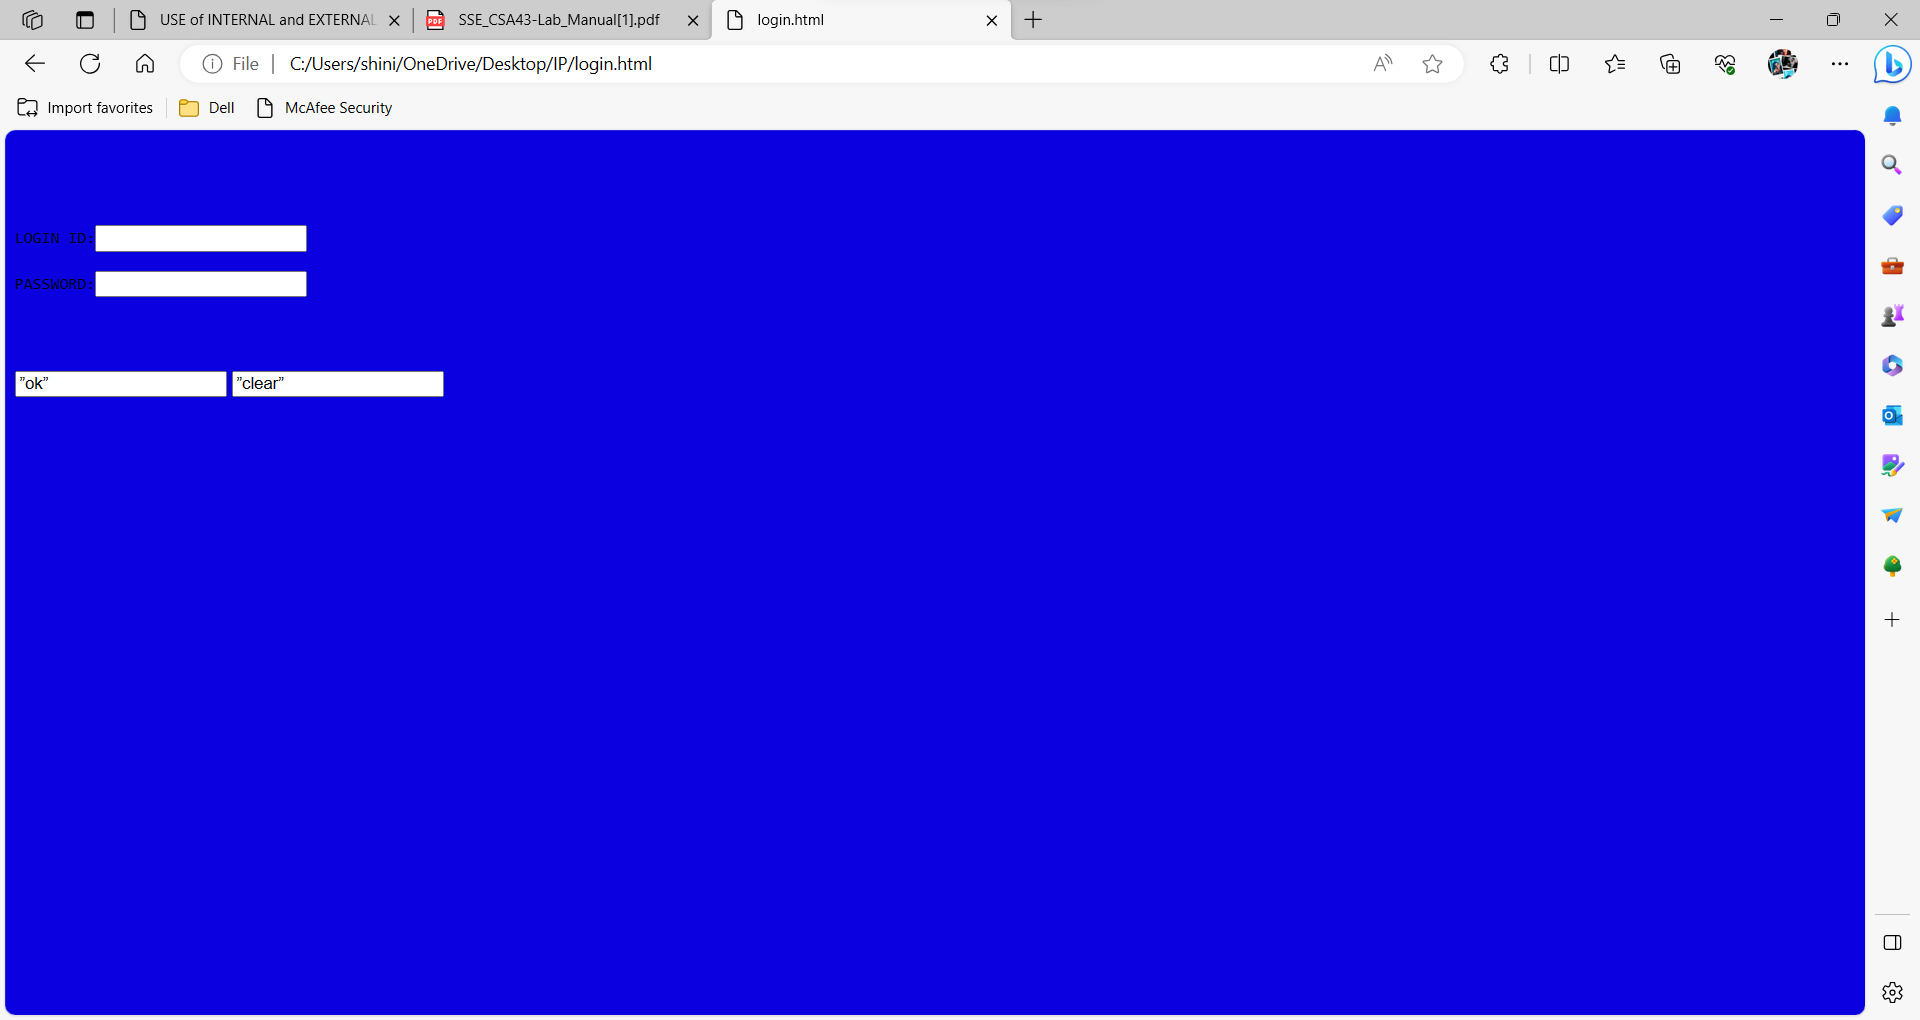 USE of INTERNAL and EXTERNAL
SSE_CSA43-Lab_Manual[1].pdf
login.html
File
C:/Users/shini/OneDrive/Desktop/IP/login.html
Import favorites
Dell
McAfee Security
LOGIN ID:
PASSWORD:
”ok” ”clear”